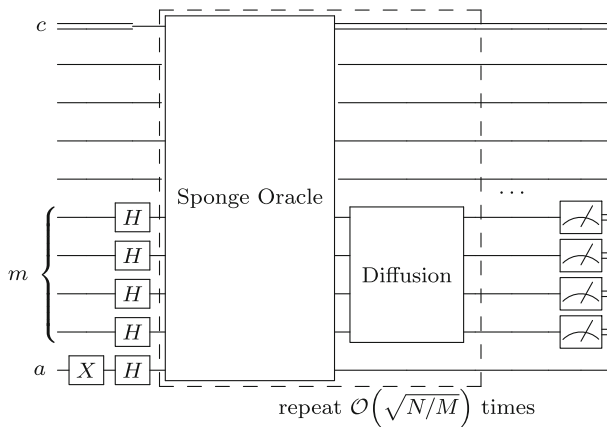 c
Sponge Oracle
...
H
H
m
Diffusion
H
H
a X H
repeat O(√N/M) times